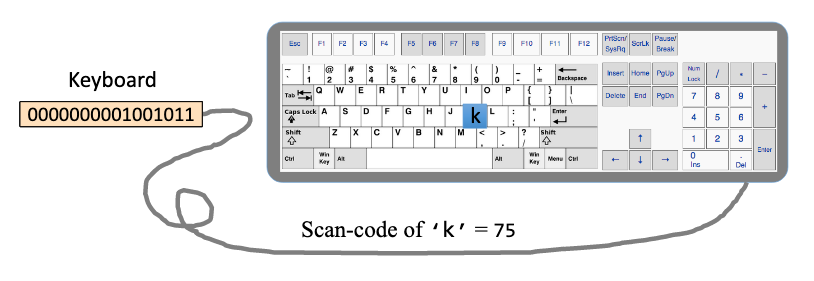 Keyboard
0000000001001011
Esc F1 F2 F3 F4 F5 F6 F7 F8 F9 F10 F11 F12 PrtScn/ SysRq ScrLk Pause/ Break
~ ` ! 1 @ 2 # 3 $ 4 % 5 ^ 6 & 7 * 8 ( 9 ) 0 _ - + = Backspace Insert Home PgUp Num Lock / * −
Tab Q W E R T Y U I O P { [ } ] | \ Delete End PgDn 7 8 9 +
Caps Lock A S D F G H J k L : ; " ' Enter 4 5 6
Shift Z X C V B N M < , > . ? / Shift ↑ 1 2 3 Enter
Ctrl Win Key Alt Alt Win Key Menu Ctrl ← ↓ → 0 Ins . Del
Scan-code of ‘k’ = 75